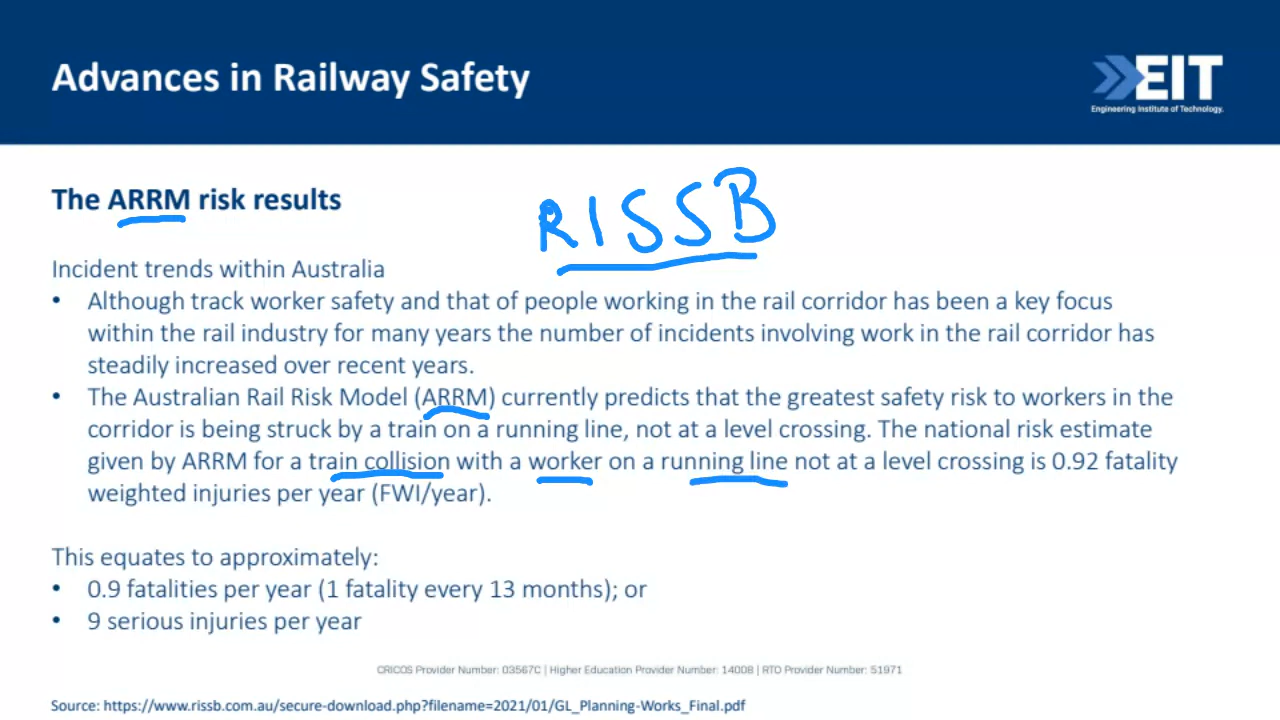 Advances in Railway Safety
EIT
Engineering Institute of Technology.
The ARRM risk results
RISSB
Incident trends within Australia
• Although track worker safety and that of people working in the rail corridor has been a key focus
within the rail industry for many years the number of incidents involving work in the rail corridor has
steadily increased over recent years.
• The Australian Rail Risk Model (ARRM) currently predicts that the greatest safety risk to workers in the
corridor is being struck by a train on a running line, not at a level crossing. The national risk estimate
given by ARRM for a train collision with a worker on a running line not at a level crossing is 0.92 fatality
weighted injuries per year (FWI/year).
This equates to approximately:
• 0.9 fatalities per year (1 fatality every 13 months); or
• 9 serious injuries per year
CRICOS Provider Number: 03567C | Higher Education Provider Number: 14008 | RTO Provider Number: 51971
Source: https://www.rissb.com.au/secure-download.php?filename=2021/01/GL_Planning-Works_Final.pdf